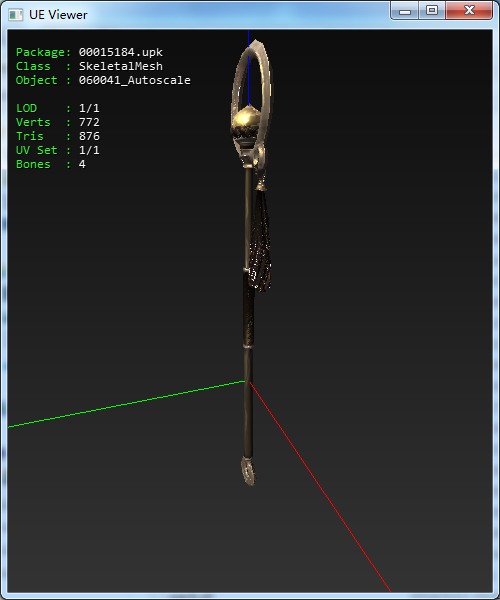 UE Viewer
Package: 00015184.upk
Class : SkeletalMesh
Object : 060041_Autoscale
LOD : 1/1
Verts : 772
Tris : 876
UV Set : 1/1
Bones : 4